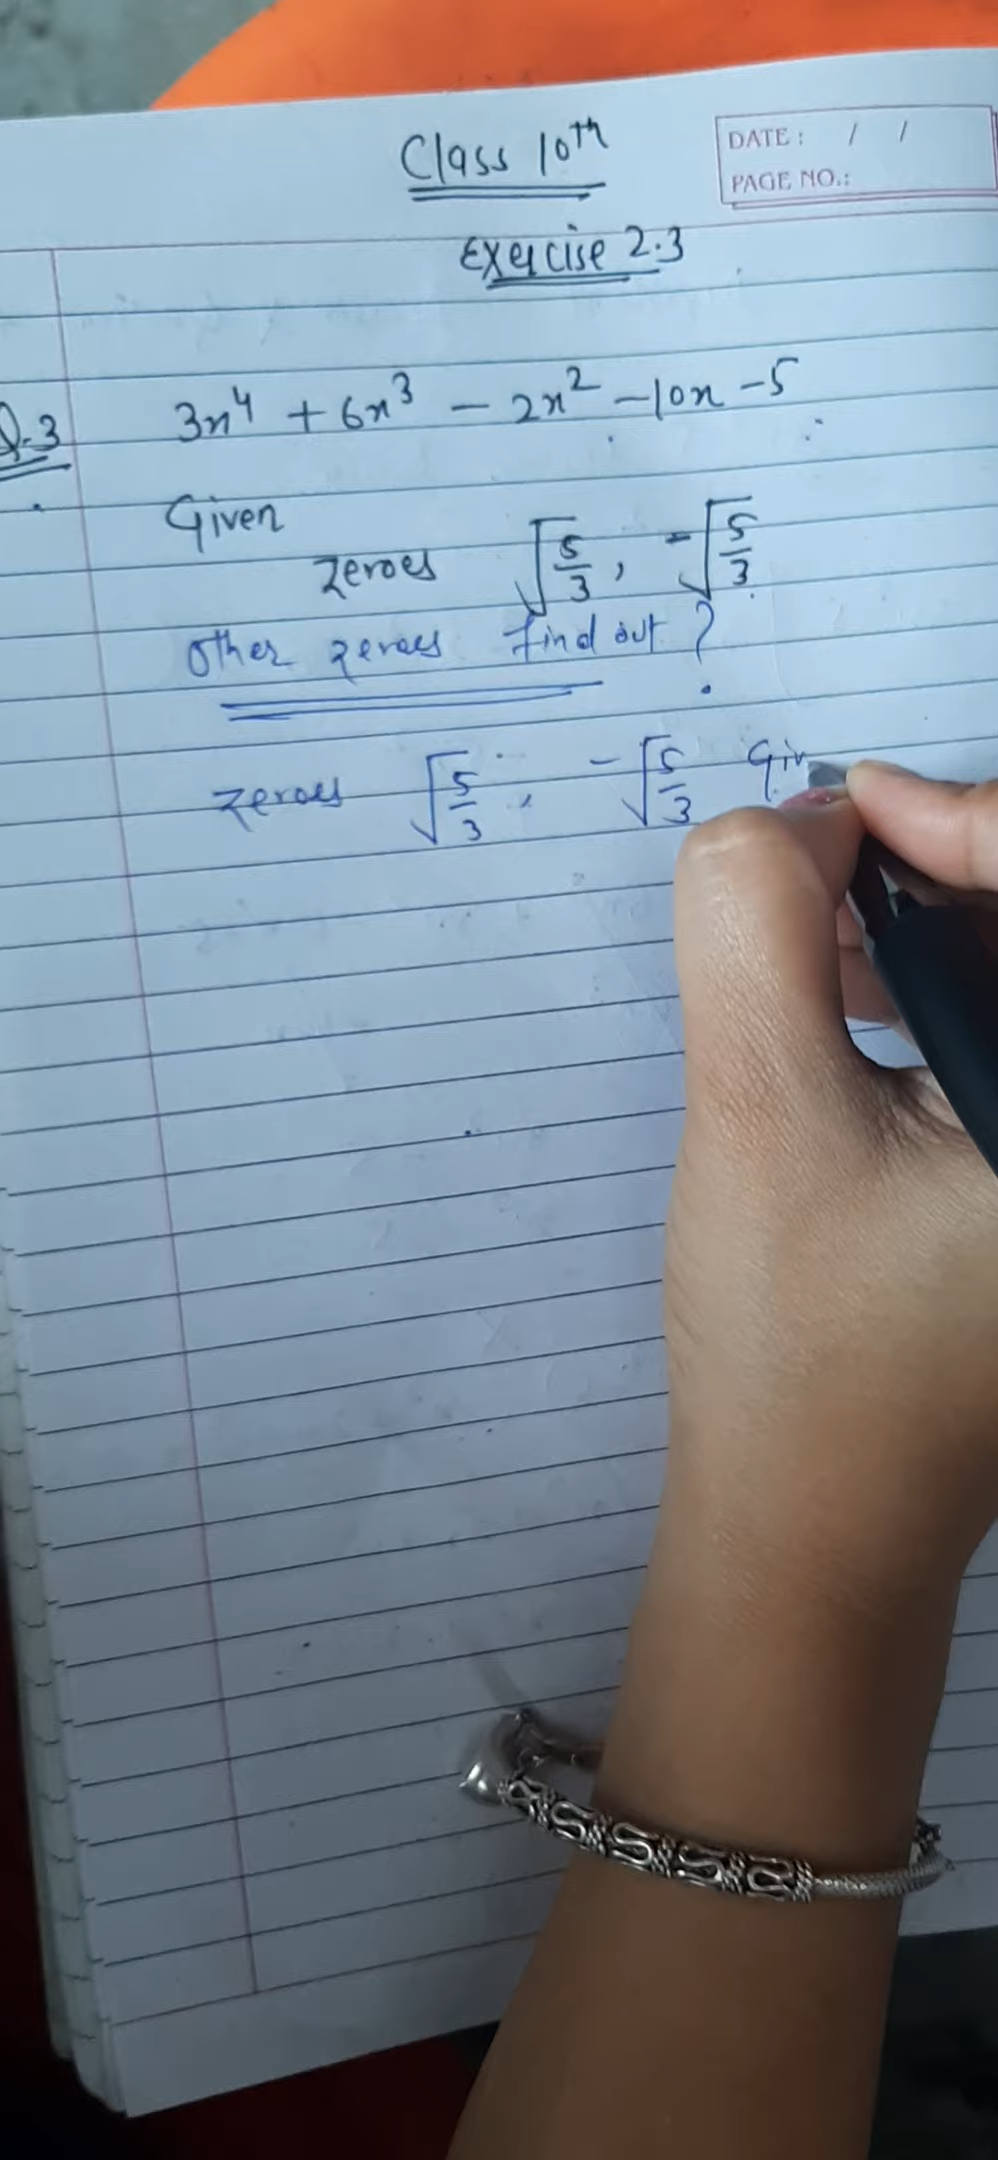 Class 10th
DATE: / /
PAGE NO.:
Exercise 2.3
Q.3 3x⁴ + 6x³ - 2x² - 10x - 5
Given
zeroes √5/3, -√5/3
Other zeroes find out?
zeroes √5/3, -√5/3 Giv